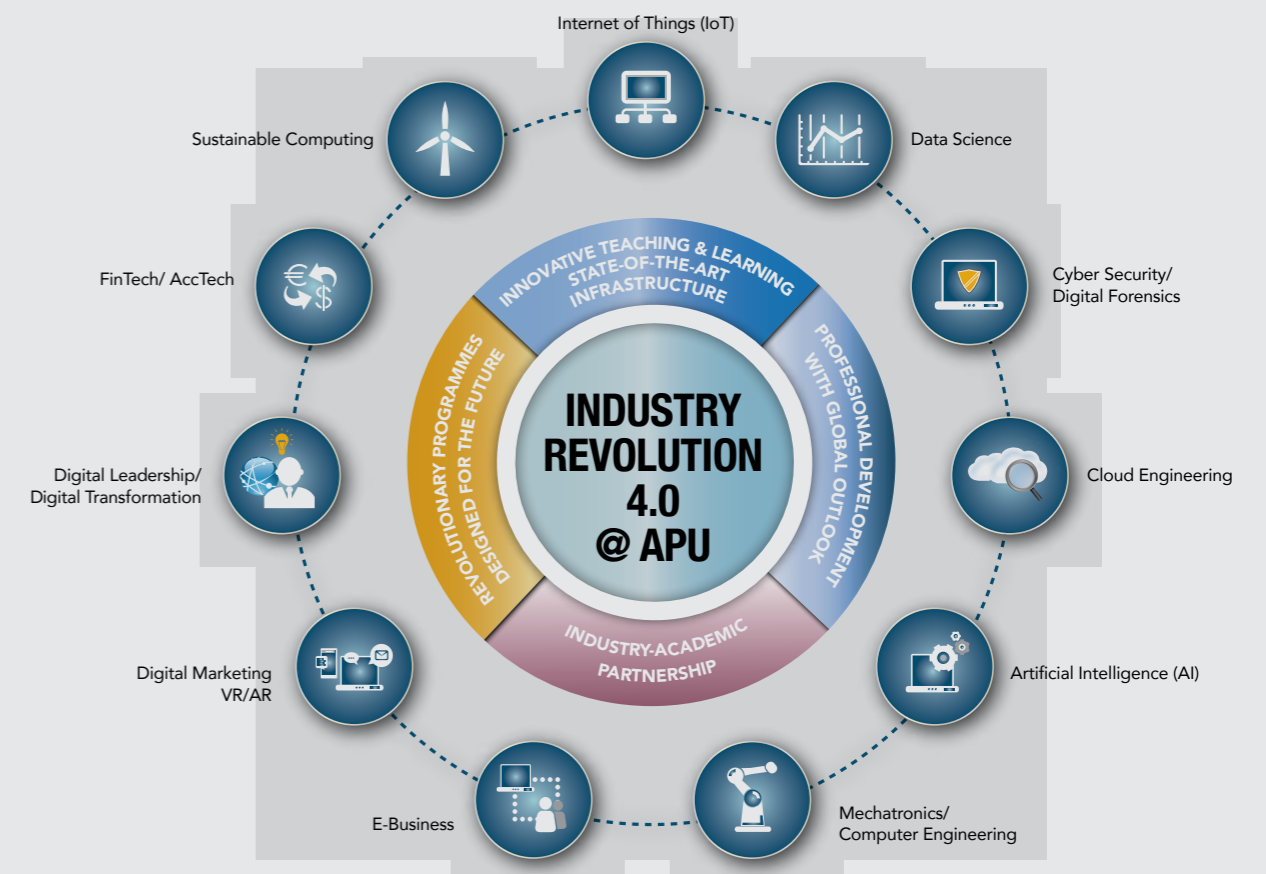 Internet of Things (IoT)
Sustainable Computing
Data Science
FinTech/ AccTech
Cyber Security/
Digital Forensics
Digital Leadership/
Digital Transformation
Cloud Engineering
Digital Marketing
VR/AR
Artificial Intelligence (AI)
E-Business
Mechatronics/
Computer Engineering
INNOVATIVE TEACHING & LEARNING
STATE-OF-THE-ART
INFRASTRUCTURE
PROFESSIONAL DEVELOPMENT
WITH GLOBAL OUTLOOK
INDUSTRY-ACADEMIC
PARTNERSHIP
REVOLUTIONARY PROGRAMMES
DESIGNED FOR THE FUTURE
INDUSTRY
REVOLUTION
4.0
@ APU
€
$